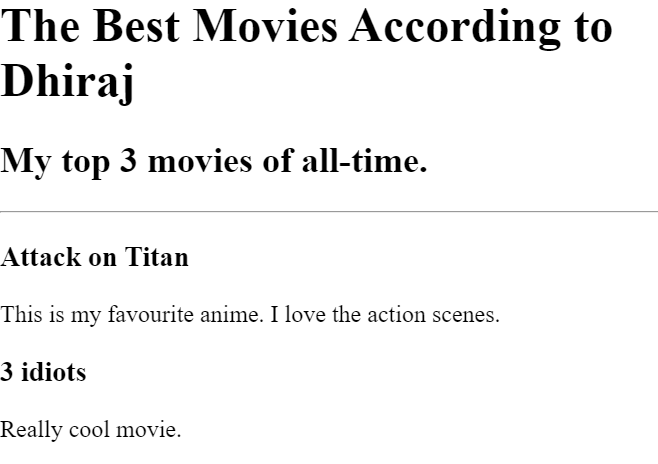 The Best Movies According to
Dhiraj
My top 3 movies of all-time.
Attack on Titan
This is my favourite anime. I love the action scenes.
3 idiots
Really cool movie.